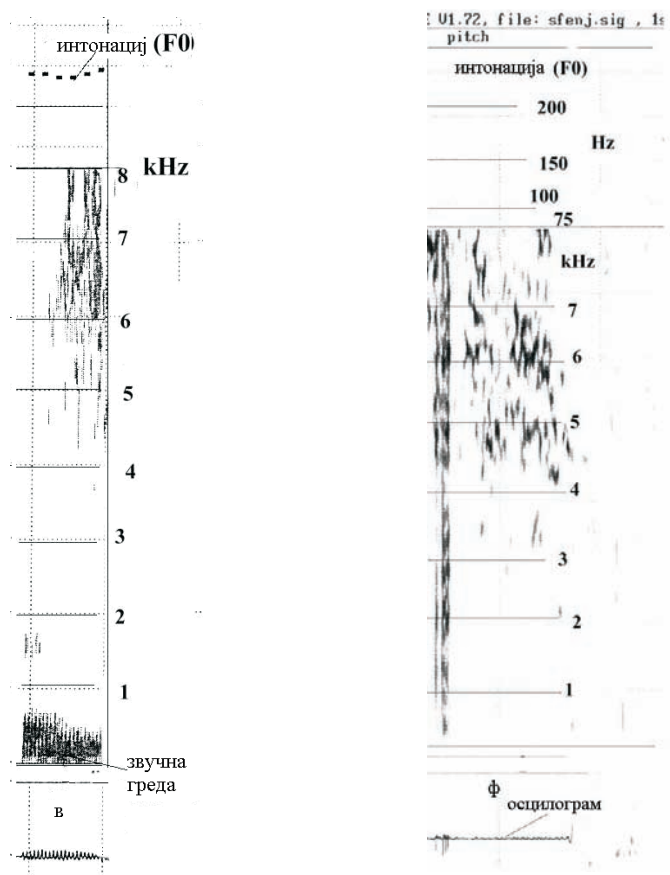 интонациј (F0)
8 kHz
7
6
5
4
3
2
1
звучна
греда
в
V1.72, file: sfenj.sig , 1s
pitch
интонација (F0)
200
Hz
150
100
75
kHz
7
6
5
4
3
2
1
ф
осцилограм